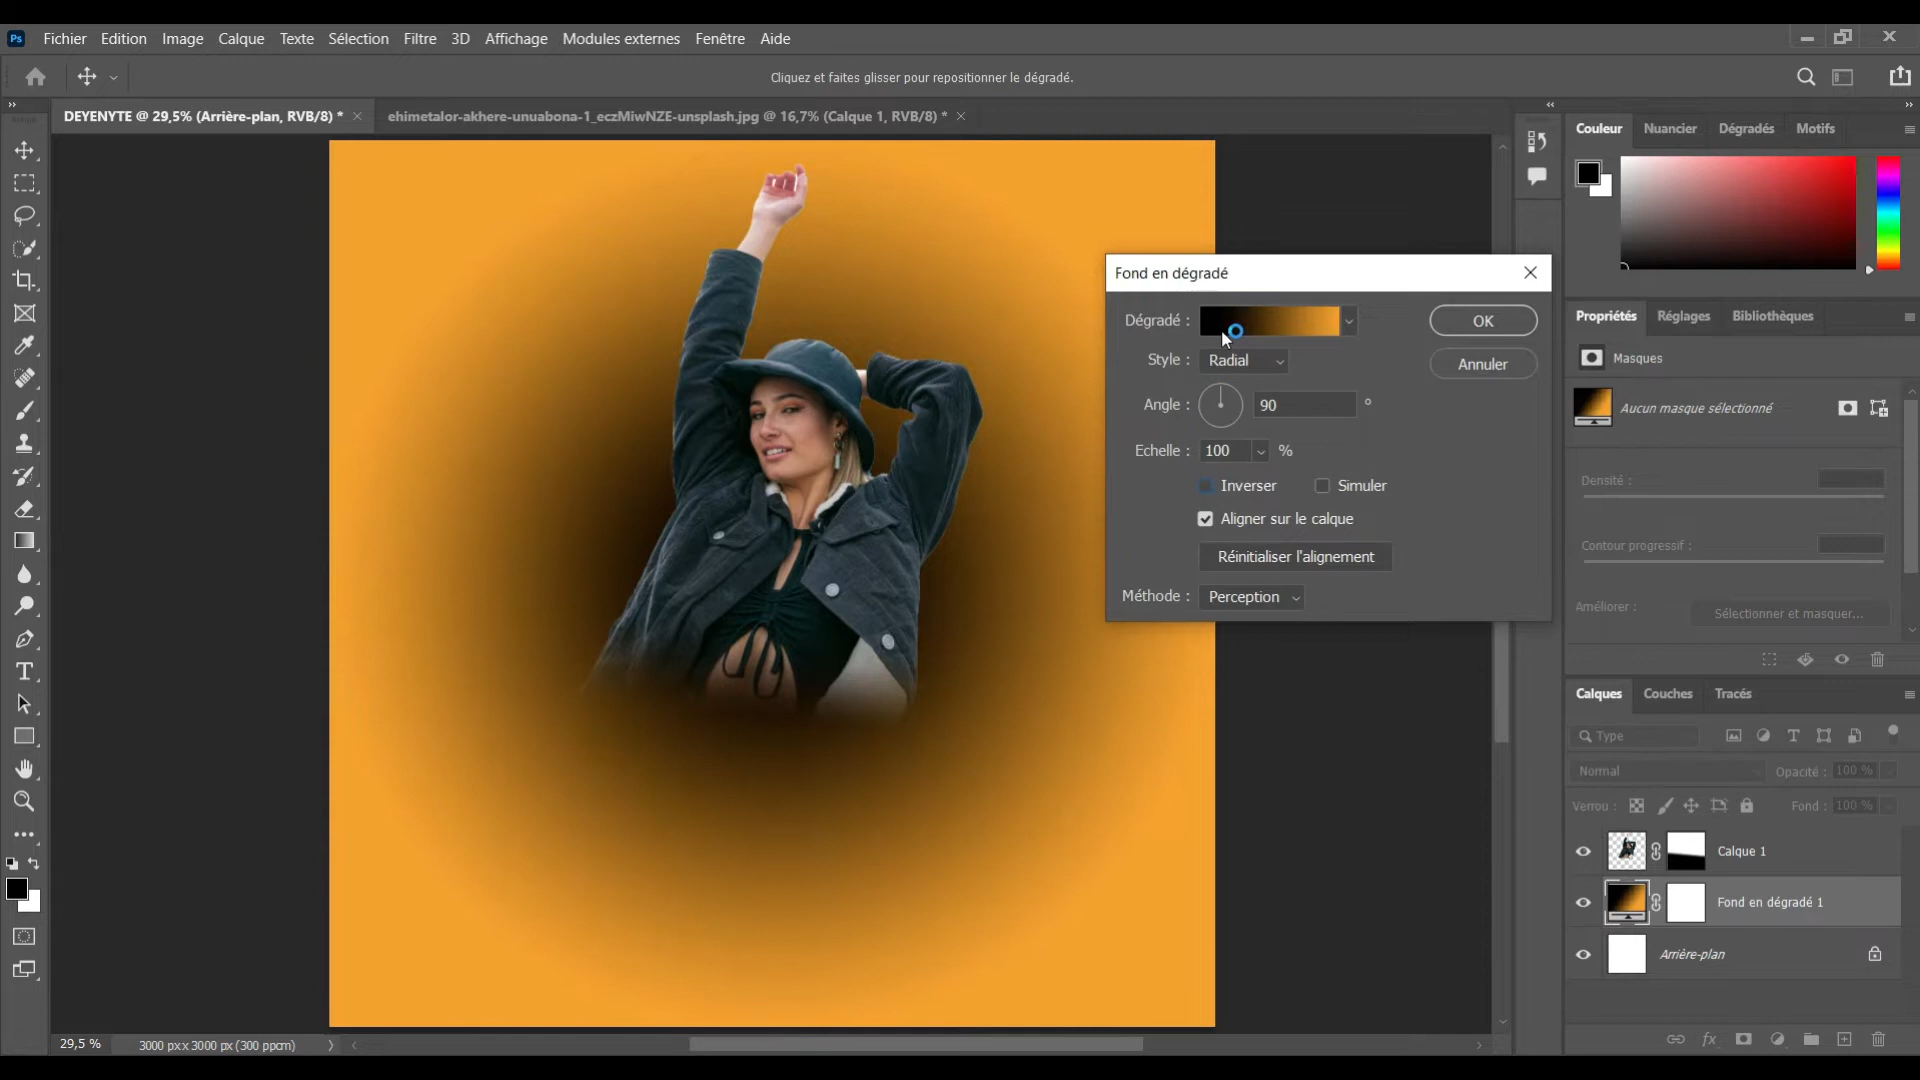 Ps Fichier Edition Image Calque Texte Sélection Filtre 3D Affichage Modules externes Fenêtre Aide
Cliquez et faites glisser pour repositionner le dégradé.
DEYENYTE @ 29,5% (Arrière-plan, RVB/8) *
ehimetalor-akhere-unuabona-1_eczMiwNZE-unsplash.jpg @ 16,7% (Calque 1, RVB/8) *
Couleur Nuancier Dégradés Motifs
Fond en dégradé
Dégradé :
OK
Style : Radial
Annuler
Angle : 90 °
Echelle : 100 %
Inverser Simuler
Aligner sur le calque
Réinitialiser l'alignement
Méthode : Perception
Propriétés Réglages Bibliothèques
Masques
Aucun masque sélectionné
Densité :
Contour progressif :
Améliorer : Sélectionner et masquer...
Calques Couches Tracés
Type
Normal Opacité : 100 %
Verrou : Fond : 100 %
Calque 1
Fond en dégradé 1
Arrière-plan
fx
29,5 % 3000 px x 3000 px (300 ppcm)